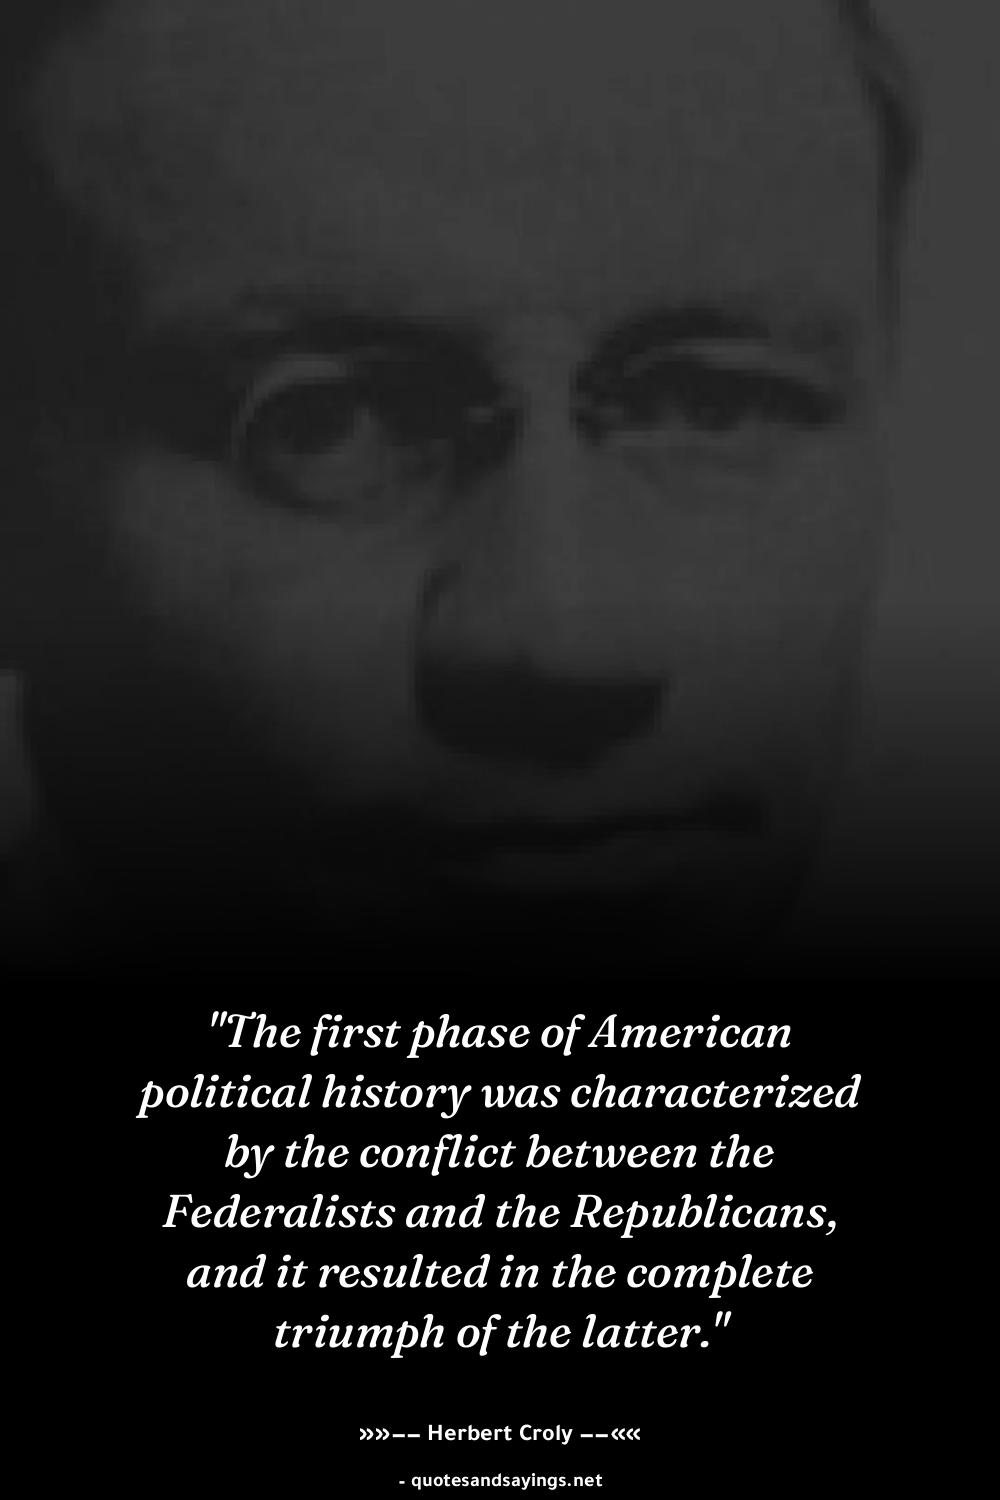 "The first phase of American
political history was characterized
by the conflict between the
Federalists and the Republicans,
and it resulted in the complete
triumph of the latter."
»»–– Herbert Croly ––««
- quotesandsayings.net